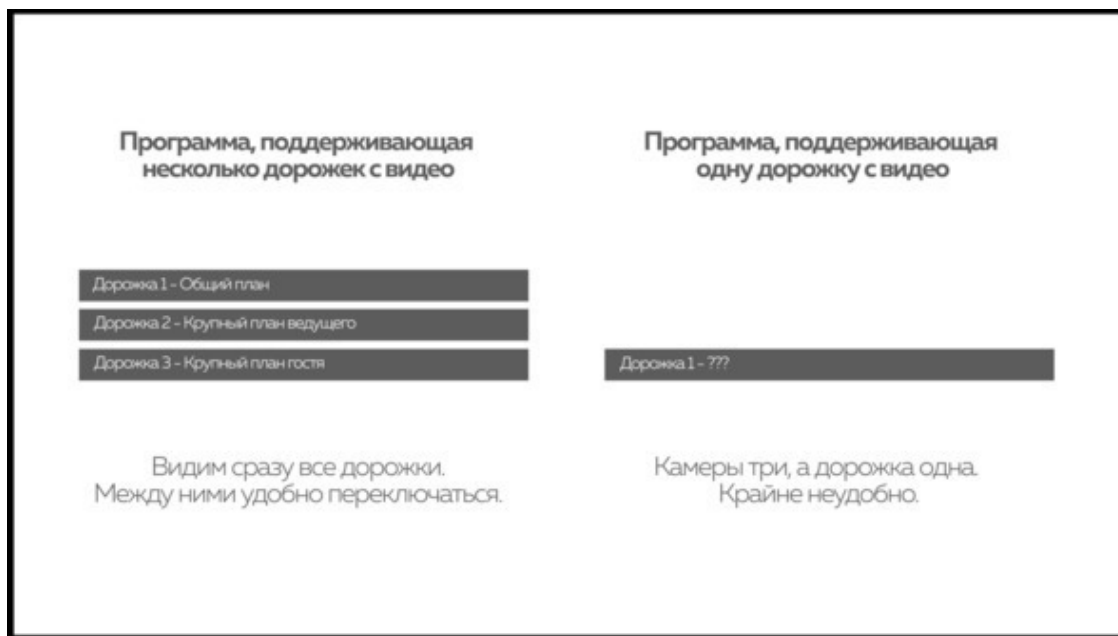 Программа, поддерживающая
несколько дорожек с видео
Дорожка 1 - Общий план
Дорожка 2 - Крупный план ведущего
Дорожка 3 - Крупный план гостя
Видим сразу все дорожки.
Между ними удобно переключаться.
Программа, поддерживающая
одну дорожку с видео
Дорожка 1 - ???
Камеры три, а дорожка одна.
Крайне неудобно.